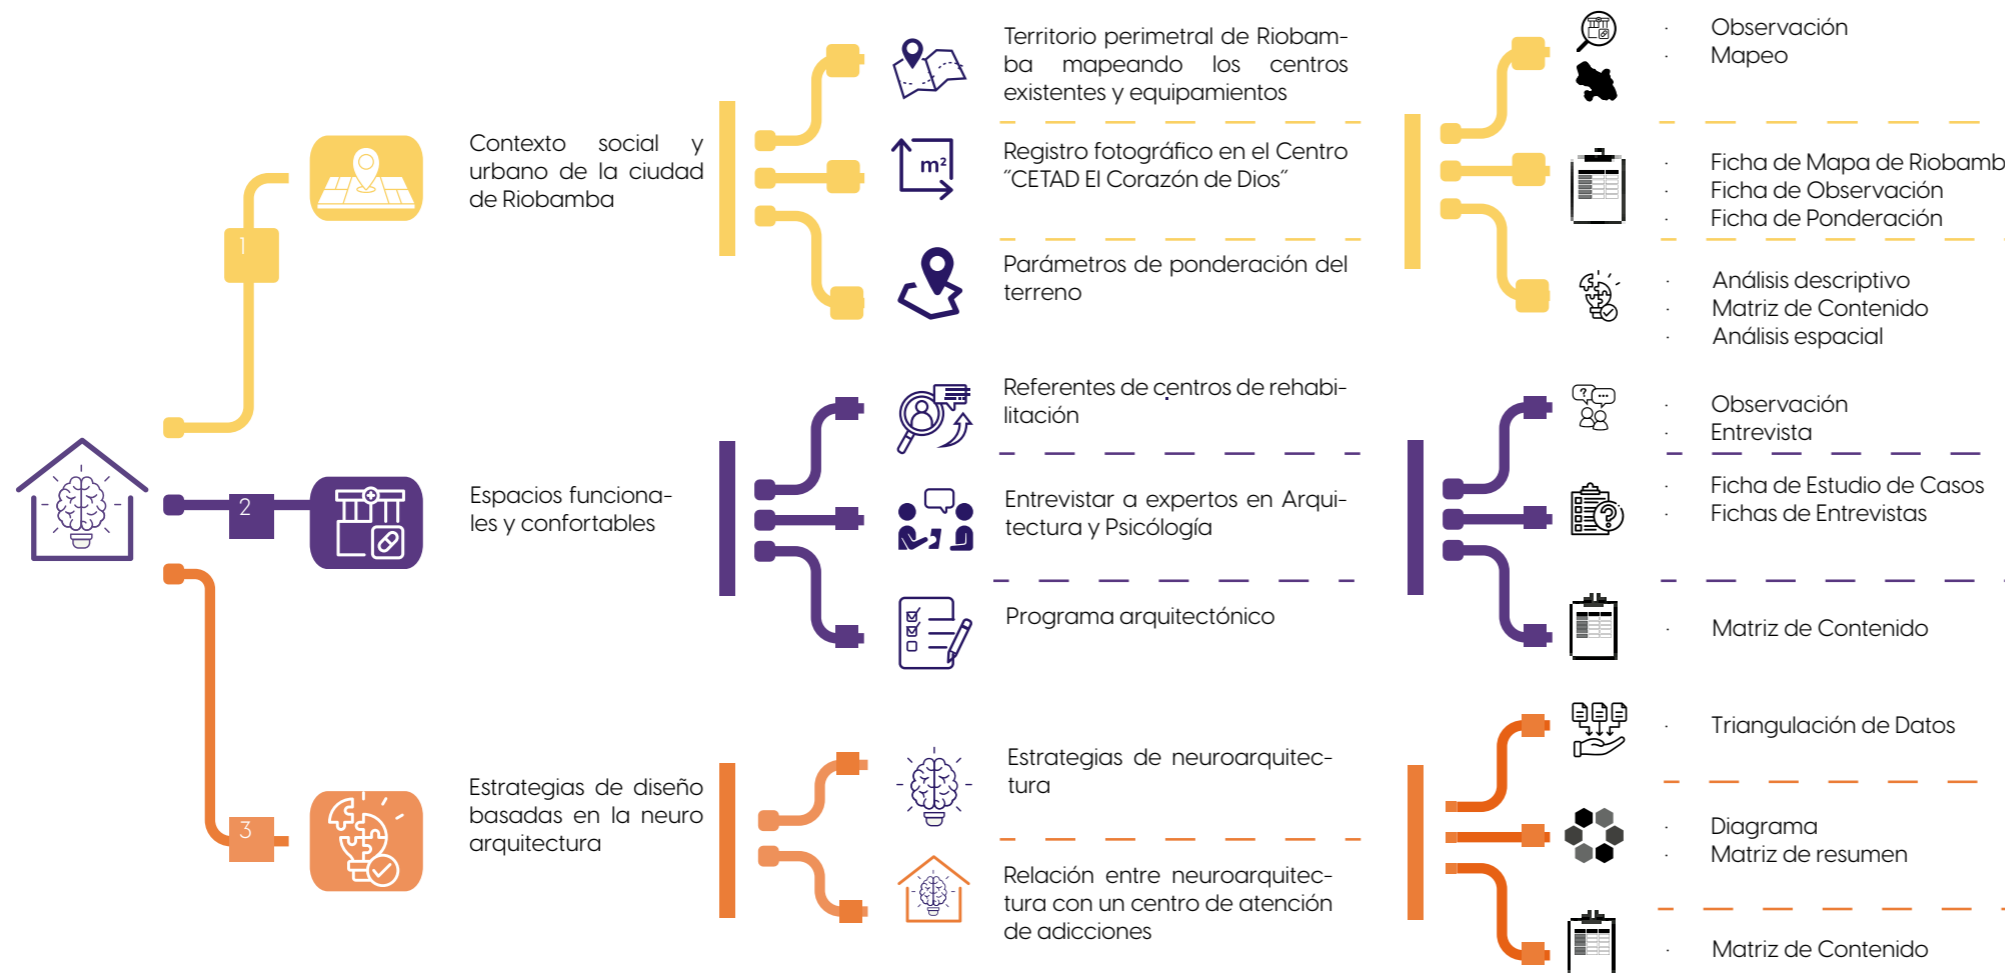 1
Contexto social y
urbano de la ciudad
de Riobamba
Territorio perimetral de Riobam-
ba mapeando los centros
existentes y equipamientos
m²
Registro fotográfico en el Centro
"CETAD El Corazón de Dios"
Parámetros de ponderación del
terreno
· Observación
· Mapeo
· Ficha de Mapa de Riobamb
· Ficha de Observación
· Ficha de Ponderación
· Análisis descriptivo
· Matriz de Contenido
· Análisis espacial
2
Espacios funciona-
les y confortables
Referentes de centros de rehabi-
litación
Entrevistar a expertos en Arqui-
tectura y Psicólogía
Programa arquitectónico
· Observación
· Entrevista
· Ficha de Estudio de Casos
· Fichas de Entrevistas
· Matriz de Contenido
3
Estrategias de diseño
basadas en la neuro
arquitectura
Estrategias de neuroarquitec-
tura
Relación entre neuroarquitec-
tura con un centro de atención
de adicciones
· Triangulación de Datos
· Diagrama
· Matriz de resumen
· Matriz de Contenido